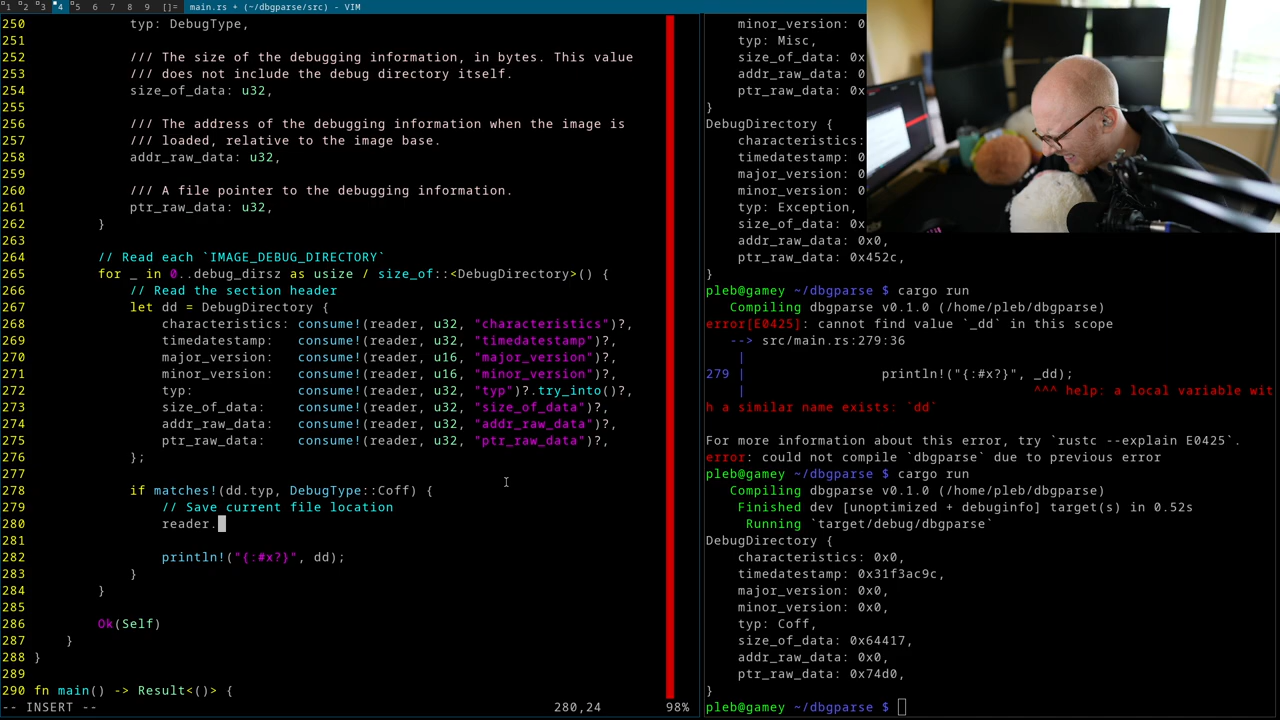 1 2 3 4 5 6 7 8 9 []= main.rs + (~/dbgparse/src) - VIM
250 typ: DebugType,
251
252 /// The size of the debugging information, in bytes. This value
253 /// does not include the debug directory itself.
254 size_of_data: u32,
255
256 /// The address of the debugging information when the image is
257 /// loaded, relative to the image base.
258 addr_raw_data: u32,
259
260 /// A file pointer to the debugging information.
261 ptr_raw_data: u32,
262 }
263
264 // Read each `IMAGE_DEBUG_DIRECTORY`
265 for _ in 0..debug_dirsz as usize / size_of::<DebugDirectory>() {
266 // Read the section header
267 let dd = DebugDirectory {
268 characteristics: consume!(reader, u32, "characteristics")?,
269 timedatestamp: consume!(reader, u32, "timedatestamp")?,
270 major_version: consume!(reader, u16, "major_version")?,
271 minor_version: consume!(reader, u16, "minor_version")?,
272 typ: consume!(reader, u32, "typ")?.try_into()?,
273 size_of_data: consume!(reader, u32, "size_of_data")?,
274 addr_raw_data: consume!(reader, u32, "addr_raw_data")?,
275 ptr_raw_data: consume!(reader, u32, "ptr_raw_data")?,
276 };
277
278 if matches!(dd.typ, DebugType::Coff) {
279 // Save current file location
280 reader.
281
282 println!("{:#x?}", dd);
283 }
284 }
285
286 Ok(Self)
287 }
288 }
289
290 fn main() -> Result<()> {
-- INSERT -- 280,24 98%
minor_version: 0
typ: Misc,
size_of_data: 0x
addr_raw_data: 0
ptr_raw_data: 0x
}
DebugDirectory {
characteristics:
timedatestamp: 0
major_version: 0
minor_version: 0
typ: Exception,
size_of_data: 0x
addr_raw_data: 0x0,
ptr_raw_data: 0x452c,
}
pleb@gamey ~/dbgparse $ cargo run
Compiling dbgparse v0.1.0 (/home/pleb/dbgparse)
error[E0425]: cannot find value `_dd` in this scope
--> src/main.rs:279:36
|
279 | println!("{:#x?}", _dd);
| ^^^ help: a local variable wit
h a similar name exists: `dd`
For more information about this error, try `rustc --explain E0425`.
error: could not compile `dbgparse` due to previous error
pleb@gamey ~/dbgparse $ cargo run
Compiling dbgparse v0.1.0 (/home/pleb/dbgparse)
Finished dev [unoptimized + debuginfo] target(s) in 0.52s
Running `target/debug/dbgparse`
DebugDirectory {
characteristics: 0x0,
timedatestamp: 0x31f3ac9c,
major_version: 0x0,
minor_version: 0x0,
typ: Coff,
size_of_data: 0x64417,
addr_raw_data: 0x0,
ptr_raw_data: 0x74d0,
}
pleb@gamey ~/dbgparse $